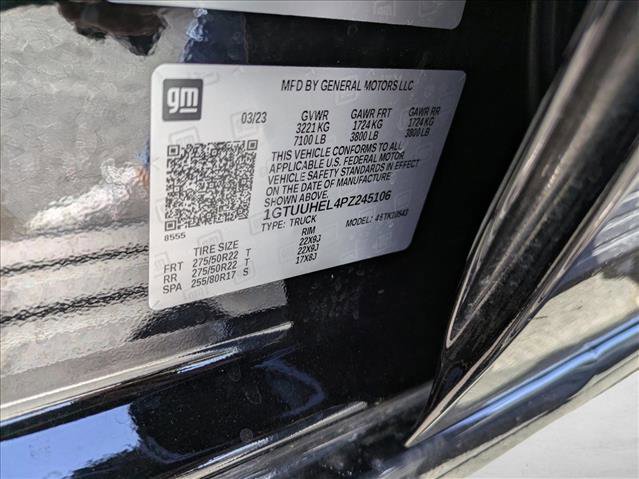 gm
MFD BY GENERAL MOTORS LLC
03/23 GVWR GAWR FRT GAWR RR
3221 KG 1724 KG 1724 KG
7100 LB 3800 LB 3800 LB
THIS VEHICLE CONFORMS TO ALL
APPLICABLE U.S. FEDERAL MOTOR
VEHICLE SAFETY STANDARDS IN EFFECT
ON THE DATE OF MANUFACTURE
SHOWN ABOVE.
1GTUUHEL4PZ245106
8555 TYPE: TRUCK MODEL:
TIRE SIZE RIM
FRT 275/50R22 T 22X9J
RR 275/50R22 T 22X9J
SPA 255/80R17 S 17X8J